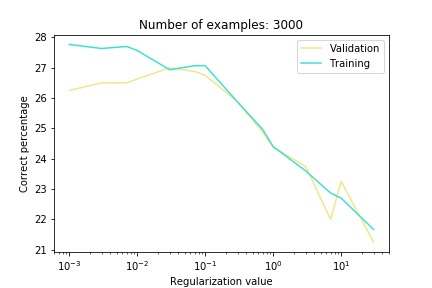 Number of examples: 3000
Validation
Training
Correct percentage
28
27
26
25
24
23
22
21
10⁻³ 10⁻² 10⁻¹ 10⁰ 10¹
Regularization value